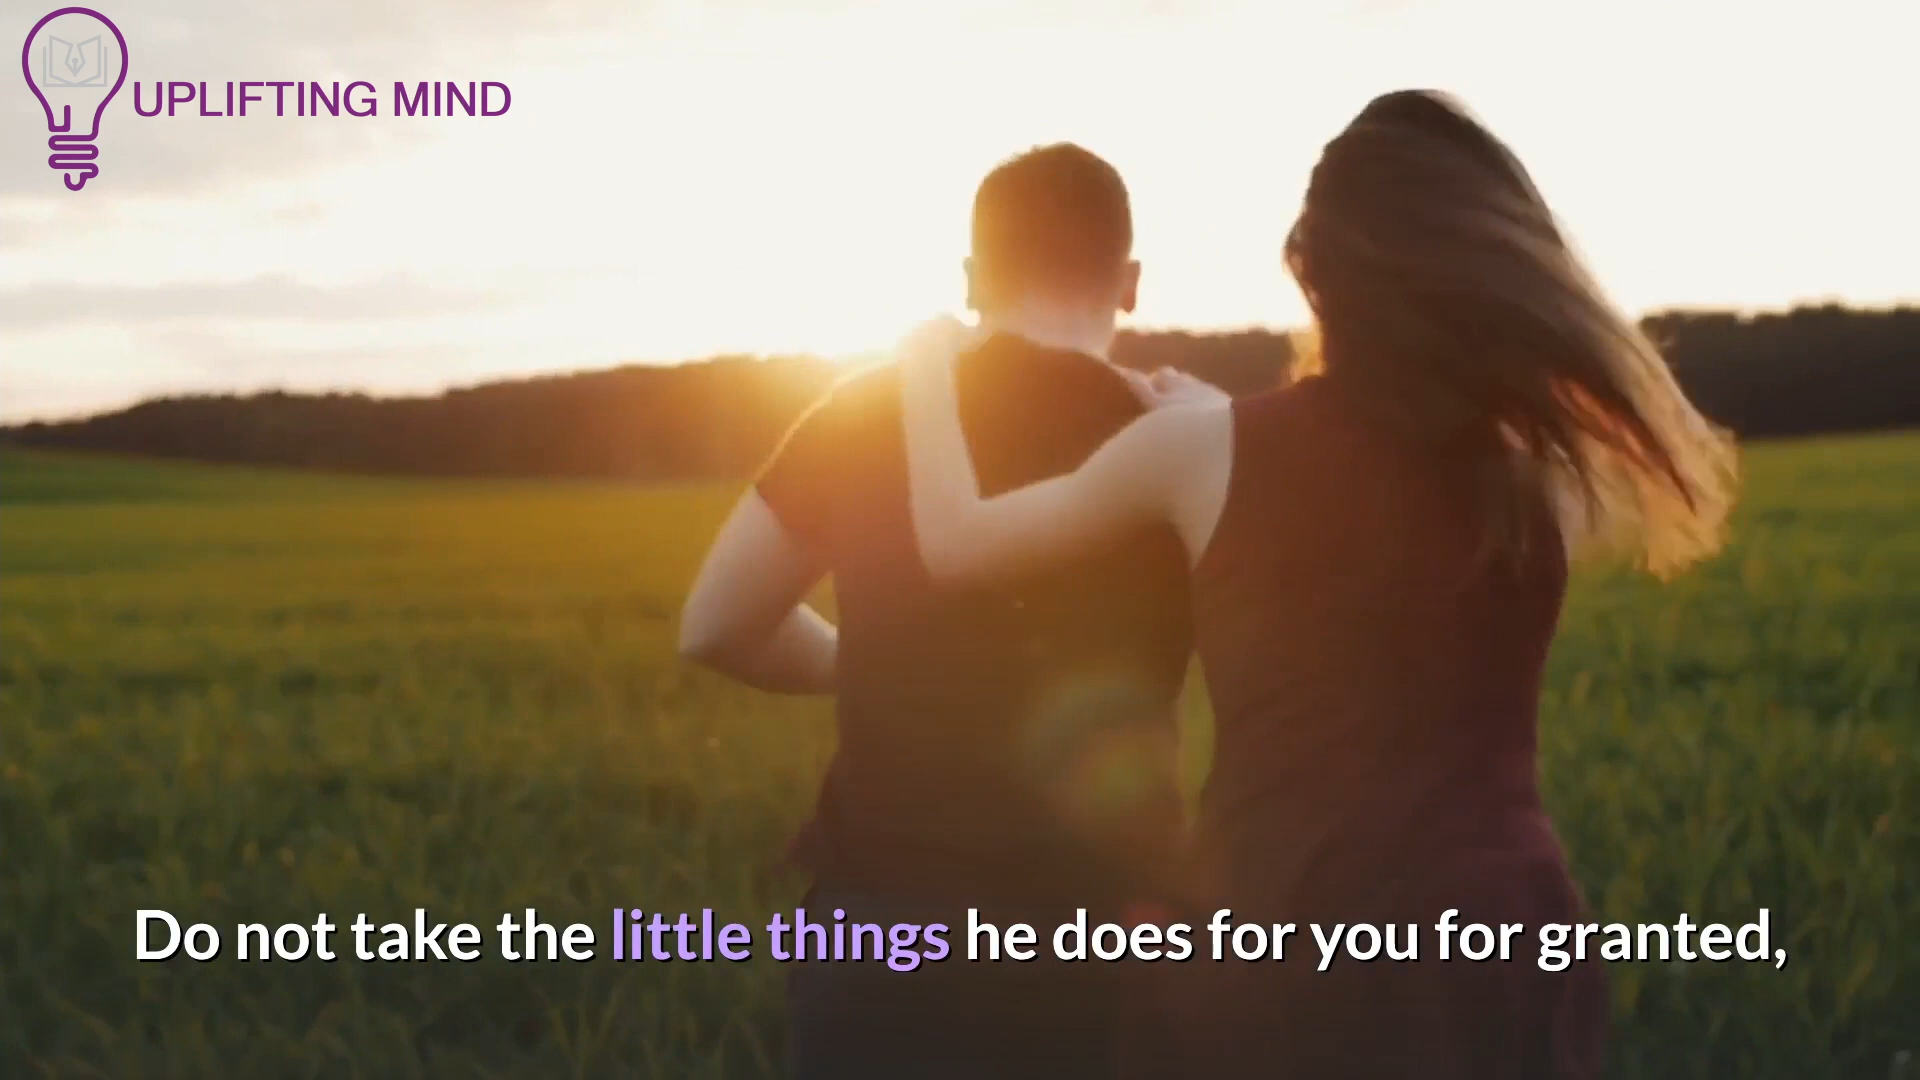 UPLIFTING MIND
Do not take the little things he does for you for granted,